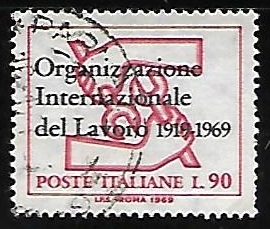 Organizzazione
Internazionale
del Lavoro 1919-1969
POSTE ITALIANE L. 90
I.P.S.-ROMA 1969